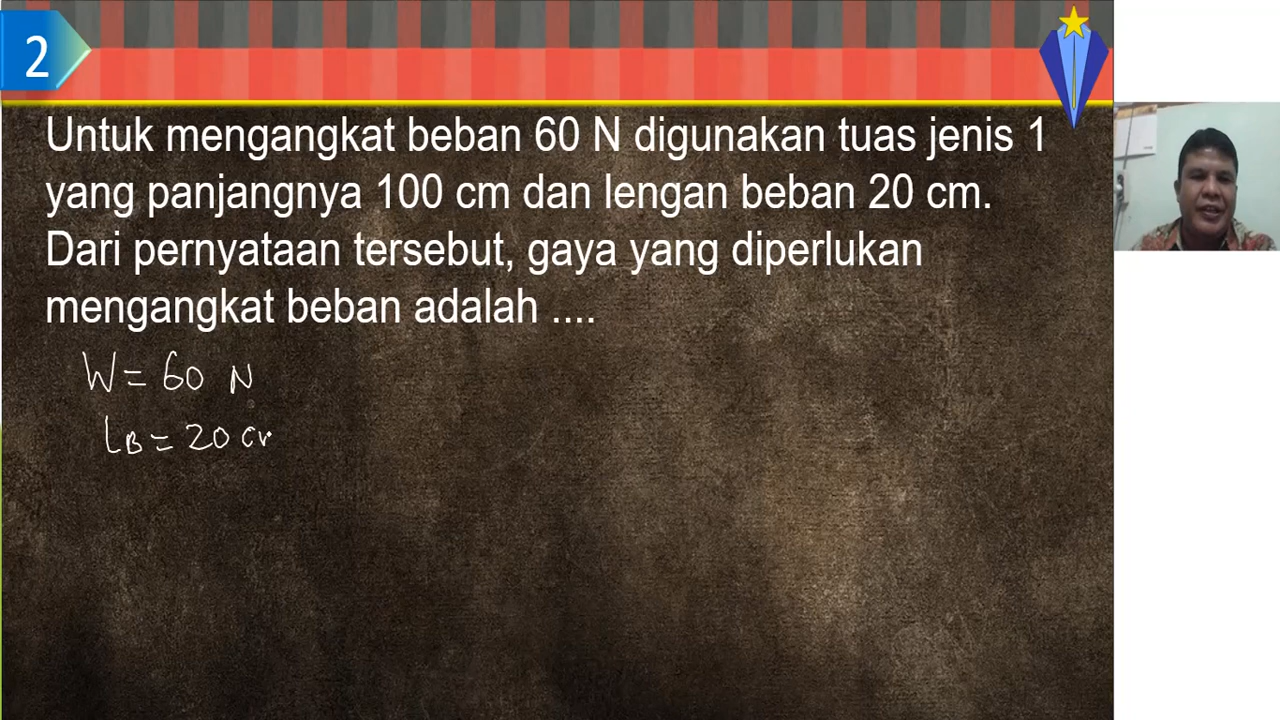 2
Untuk mengangkat beban 60 N digunakan tuas jenis 1
yang panjangnya 100 cm dan lengan beban 20 cm.
Dari pernyataan tersebut, gaya yang diperlukan
mengangkat beban adalah ....
W = 60 N
LB = 20 cm